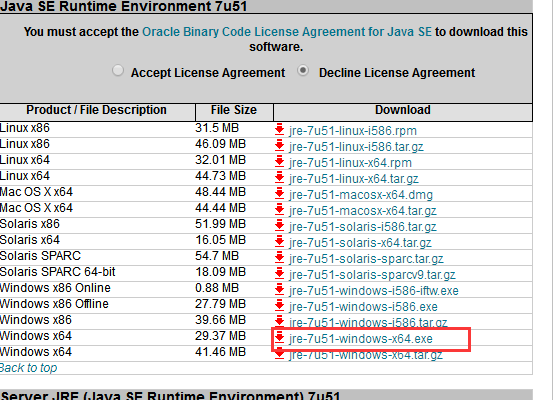 Java SE Runtime Environment 7u51
You must accept the Oracle Binary Code License Agreement for Java SE to download this
software.
Accept License Agreement Decline License Agreement
Product / File Description File Size Download
Linux x86 31.5 MB jre-7u51-linux-i586.rpm
Linux x86 46.09 MB jre-7u51-linux-i586.tar.gz
Linux x64 32.01 MB jre-7u51-linux-x64.rpm
Linux x64 44.73 MB jre-7u51-linux-x64.tar.gz
Mac OS X x64 48.44 MB jre-7u51-macosx-x64.dmg
Mac OS X x64 44.44 MB jre-7u51-macosx-x64.tar.gz
Solaris x86 51.99 MB jre-7u51-solaris-i586.tar.gz
Solaris x64 16.05 MB jre-7u51-solaris-x64.tar.gz
Solaris SPARC 54.7 MB jre-7u51-solaris-sparc.tar.gz
Solaris SPARC 64-bit 18.09 MB jre-7u51-solaris-sparcv9.tar.gz
Windows x86 Online 0.88 MB jre-7u51-windows-i586-iftw.exe
Windows x86 Offline 27.79 MB jre-7u51-windows-i586.exe
Windows x86 39.66 MB jre-7u51-windows-i586.tar.gz
Windows x64 29.37 MB jre-7u51-windows-x64.exe
Windows x64 41.46 MB jre-7u51-windows-x64.tar.gz
Back to top
Server JRE (Java SE Runtime Environment) 7u51